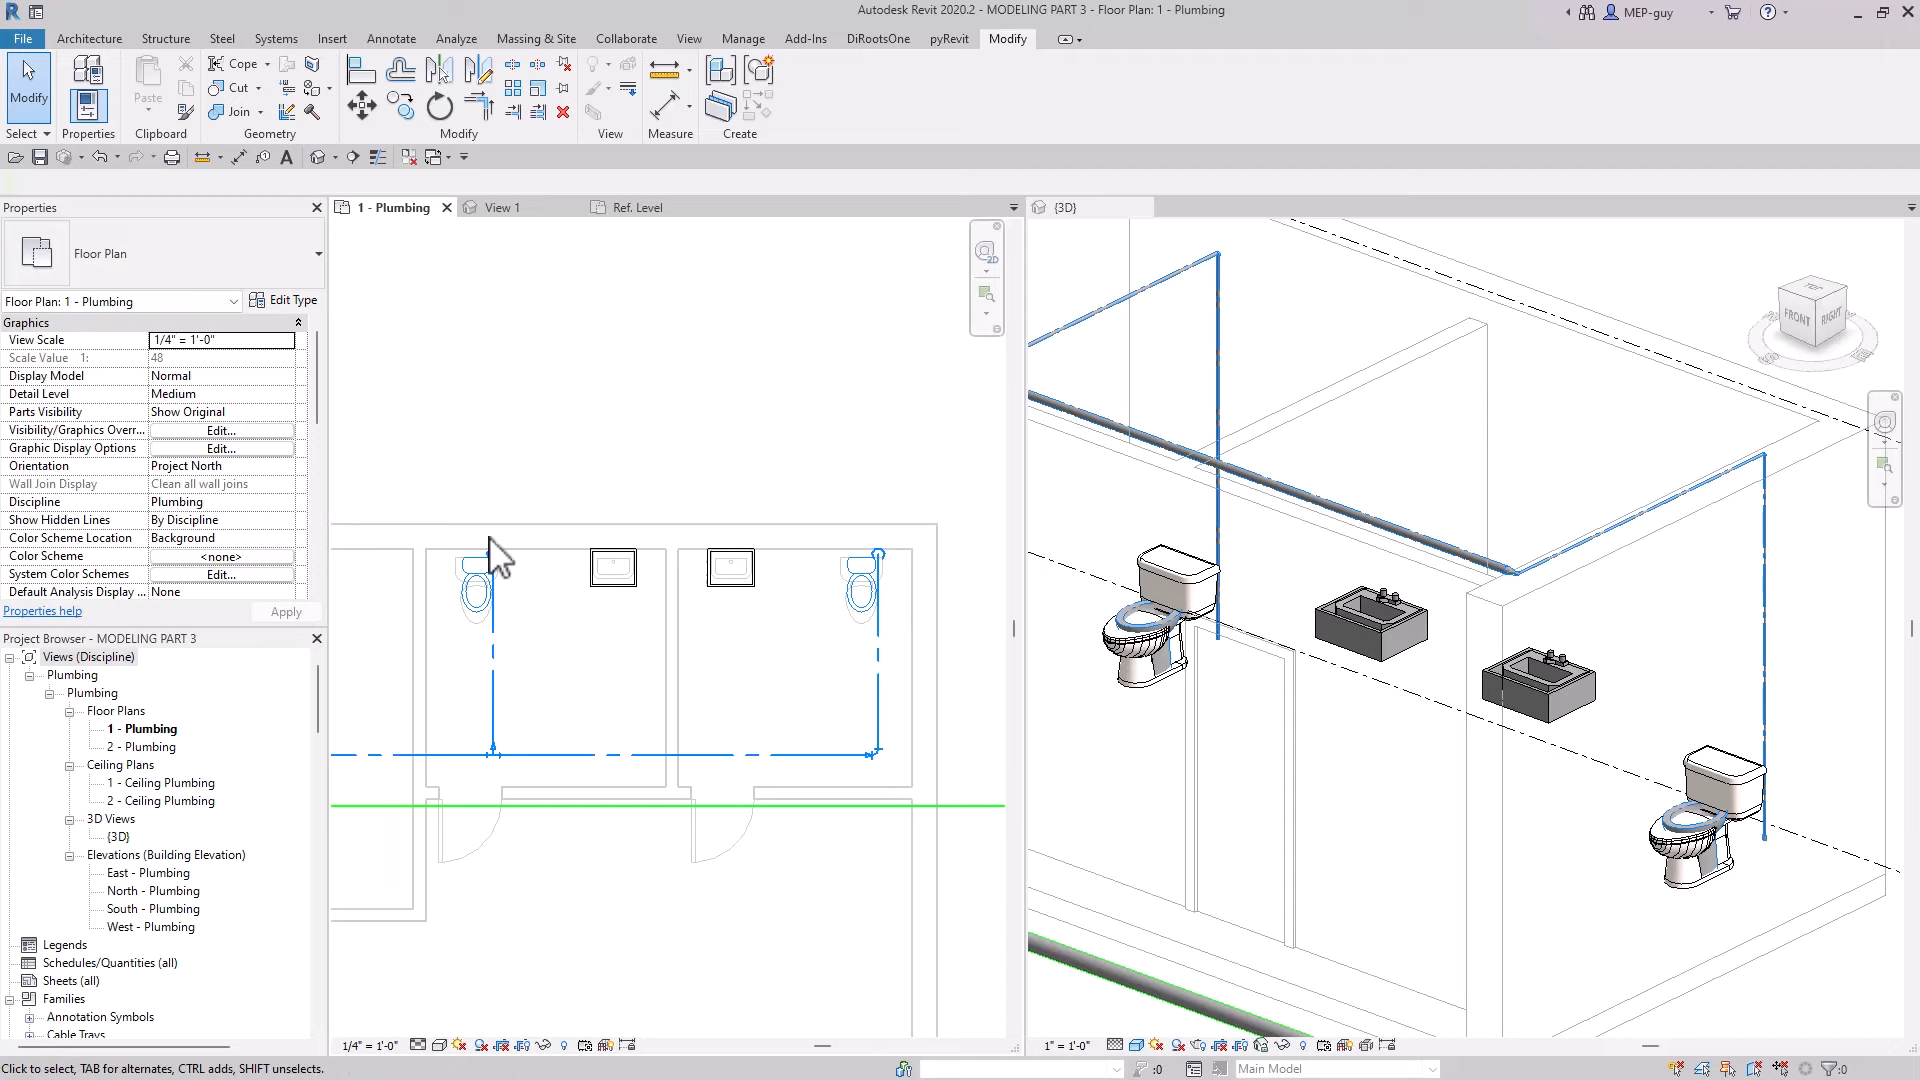 Autodesk Revit 2020.2 - MODELING PART 3 - Floor Plan: 1 - Plumbing
MEP-guy
File Architecture Structure Steel Systems Insert Annotate Analyze Massing & Site Collaborate View Manage Add-Ins DiRootsOne pyRevit Modify
Modify
Paste
Cope
Cut
Join
Select Properties Clipboard Geometry Modify View Measure Create
Properties
1 - Plumbing
View 1
Ref. Level
{3D}
Floor Plan
Floor Plan: 1 - Plumbing
Edit Type
Graphics
View Scale 1/4" = 1'-0"
Scale Value 1: 48
Display Model Normal
Detail Level Medium
Parts Visibility Show Original
Visibility/Graphics Overr... Edit...
Graphic Display Options Edit...
Orientation Project North
Wall Join Display Clean all wall joins
Discipline Plumbing
Show Hidden Lines By Discipline
Color Scheme Location Background
Color Scheme <none>
System Color Schemes Edit...
Default Analysis Display ... None
Properties help
Apply
2D
TOP
FRONT
RIGHT
Project Browser - MODELING PART 3
Views (Discipline)
Plumbing
Plumbing
Floor Plans
1 - Plumbing
2 - Plumbing
Ceiling Plans
1 - Ceiling Plumbing
2 - Ceiling Plumbing
3D Views
{3D}
Elevations (Building Elevation)
East - Plumbing
North - Plumbing
South - Plumbing
West - Plumbing
Legends
Schedules/Quantities (all)
Sheets (all)
Families
Annotation Symbols
Cable Trays
1/4" = 1'-0"
1" = 1'-0"
Click to select, TAB for alternates, CTRL adds, SHIFT unselects.
:0
Main Model
:0